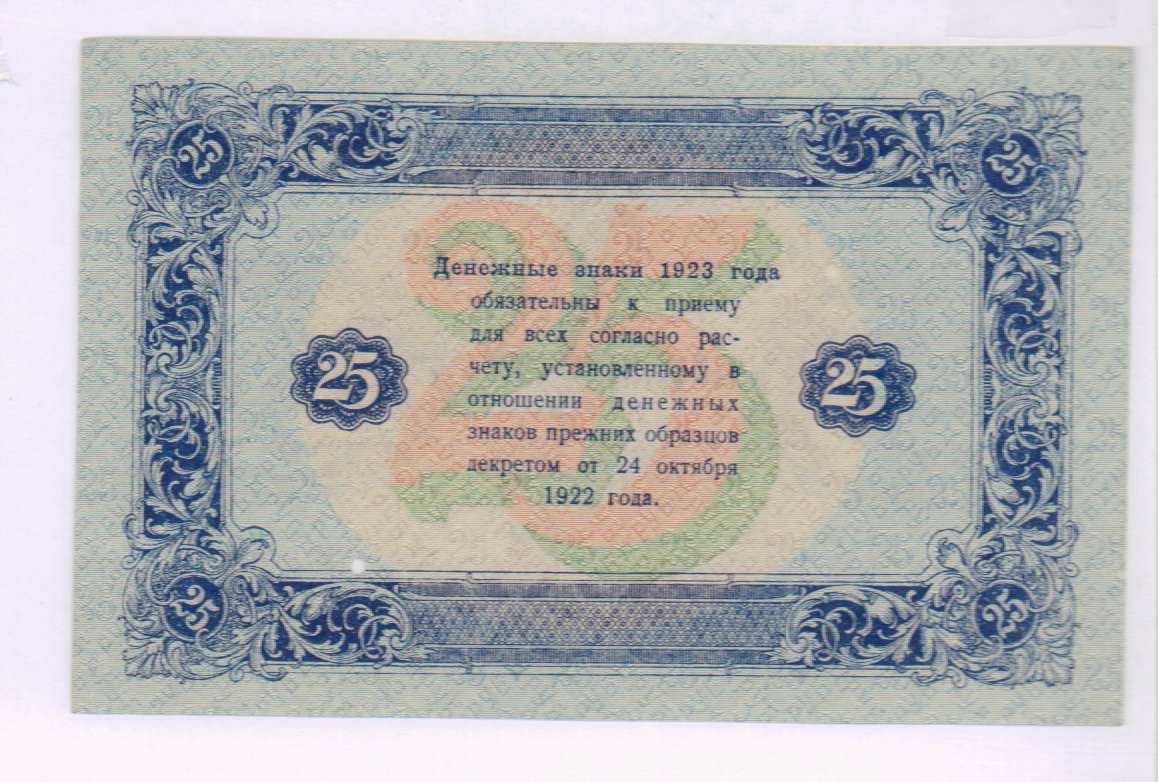 25 25
25
Денежные знаки 1923 года
обязательны к приему
для всех согласно рас-
чету, установленному в
отношении денежных
знаков прежних образцов
декретом от 24 октября
1922 года.
25 25
25 25